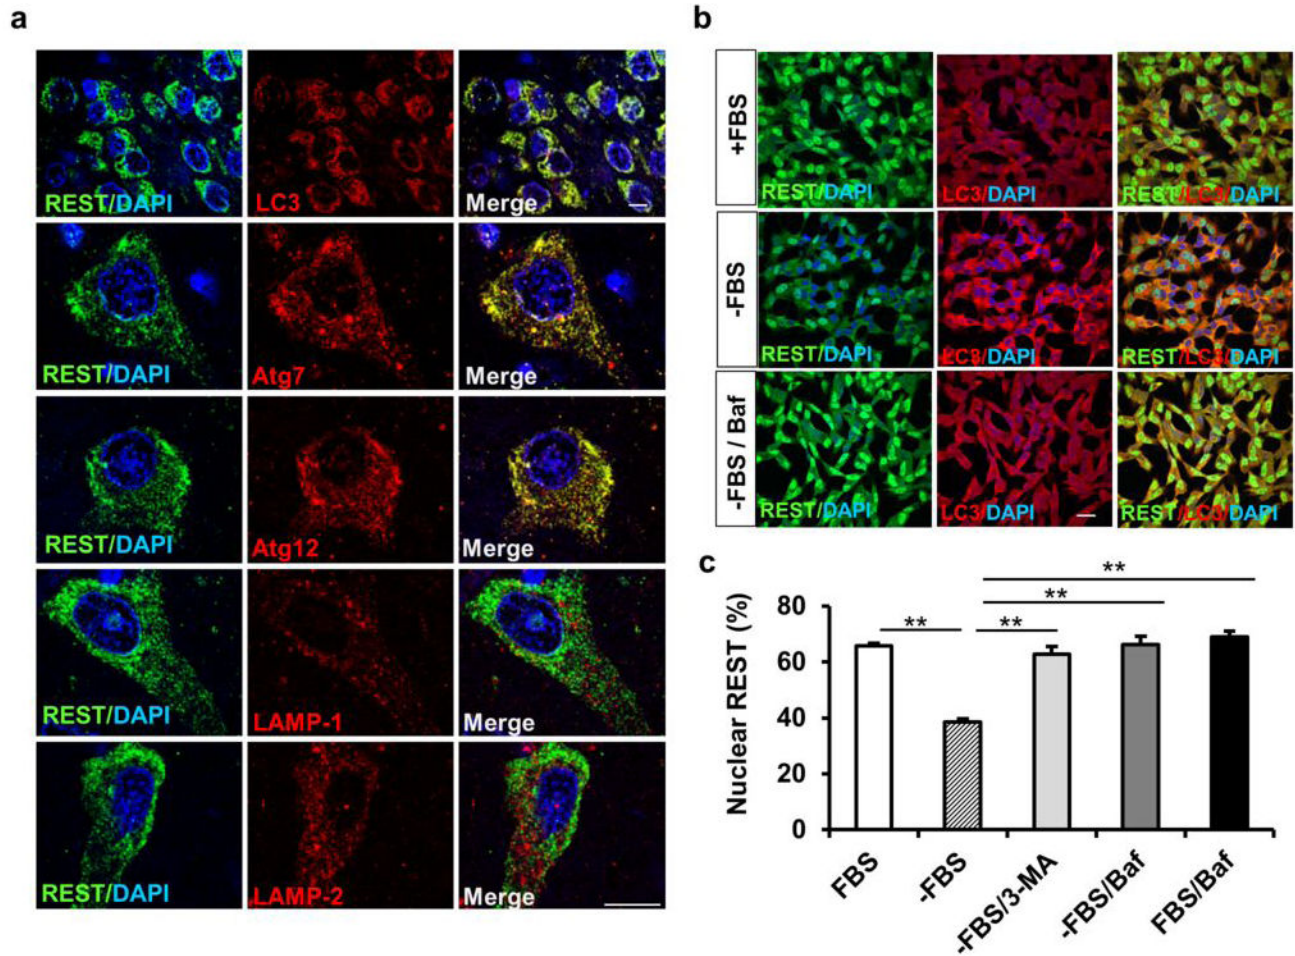 a
REST/DAPI LC3 Merge
REST/DAPI Atg7 Merge
REST/DAPI Atg12 Merge
REST/DAPI LAMP-1 Merge
REST/DAPI LAMP-2 Merge
b
+FBS REST/DAPI LC3/DAPI REST/LC3/DAPI
-FBS REST/DAPI LC3/DAPI REST/LC3/DAPI
-FBS / Baf REST/DAPI LC3/DAPI REST/LC3/DAPI
c
Nuclear REST (%)
80
60
40
20
0
**
**
** **
FBS -FBS -FBS/3-MA -FBS/Baf FBS/Baf